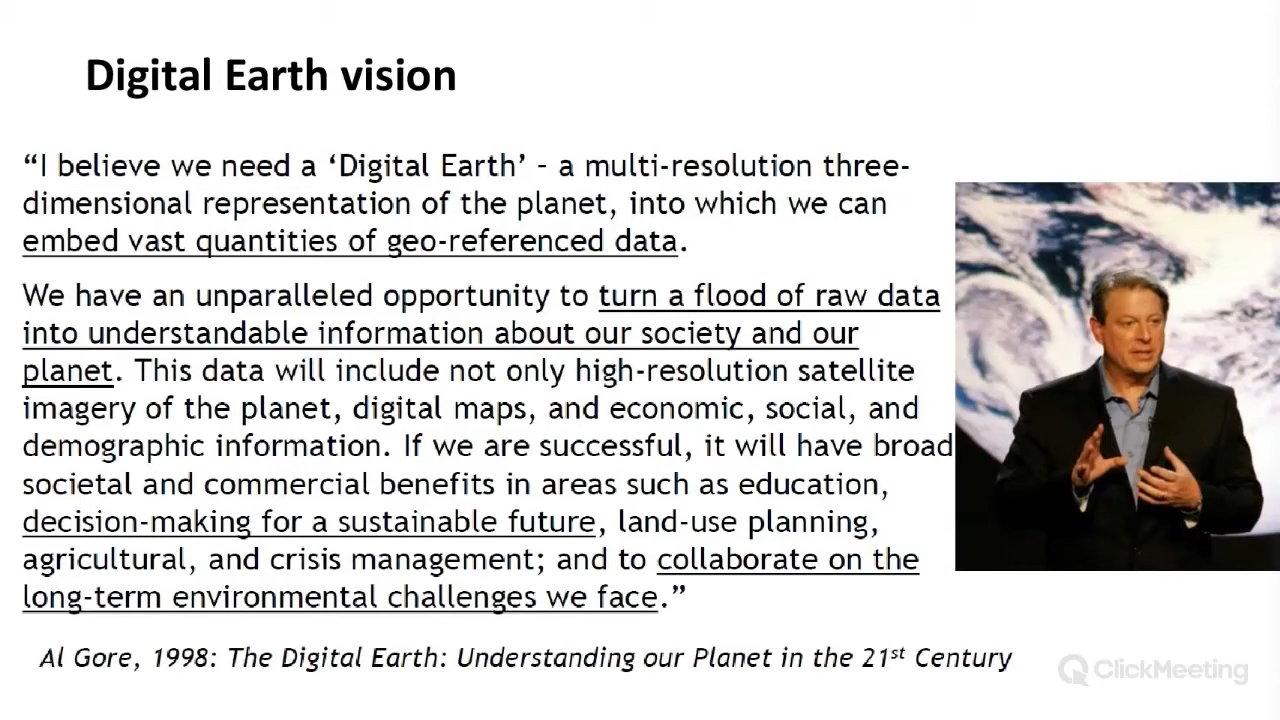 Digital Earth vision
“I believe we need a ‘Digital Earth’ – a multi-resolution three-
dimensional representation of the planet, into which we can
embed vast quantities of geo-referenced data.
We have an unparalleled opportunity to turn a flood of raw data
into understandable information about our society and our
planet. This data will include not only high-resolution satellite
imagery of the planet, digital maps, and economic, social, and
demographic information. If we are successful, it will have broad
societal and commercial benefits in areas such as education,
decision-making for a sustainable future, land-use planning,
agricultural, and crisis management; and to collaborate on the
long-term environmental challenges we face.”
Al Gore, 1998: The Digital Earth: Understanding our Planet in the 21st Century
ClickMeeting